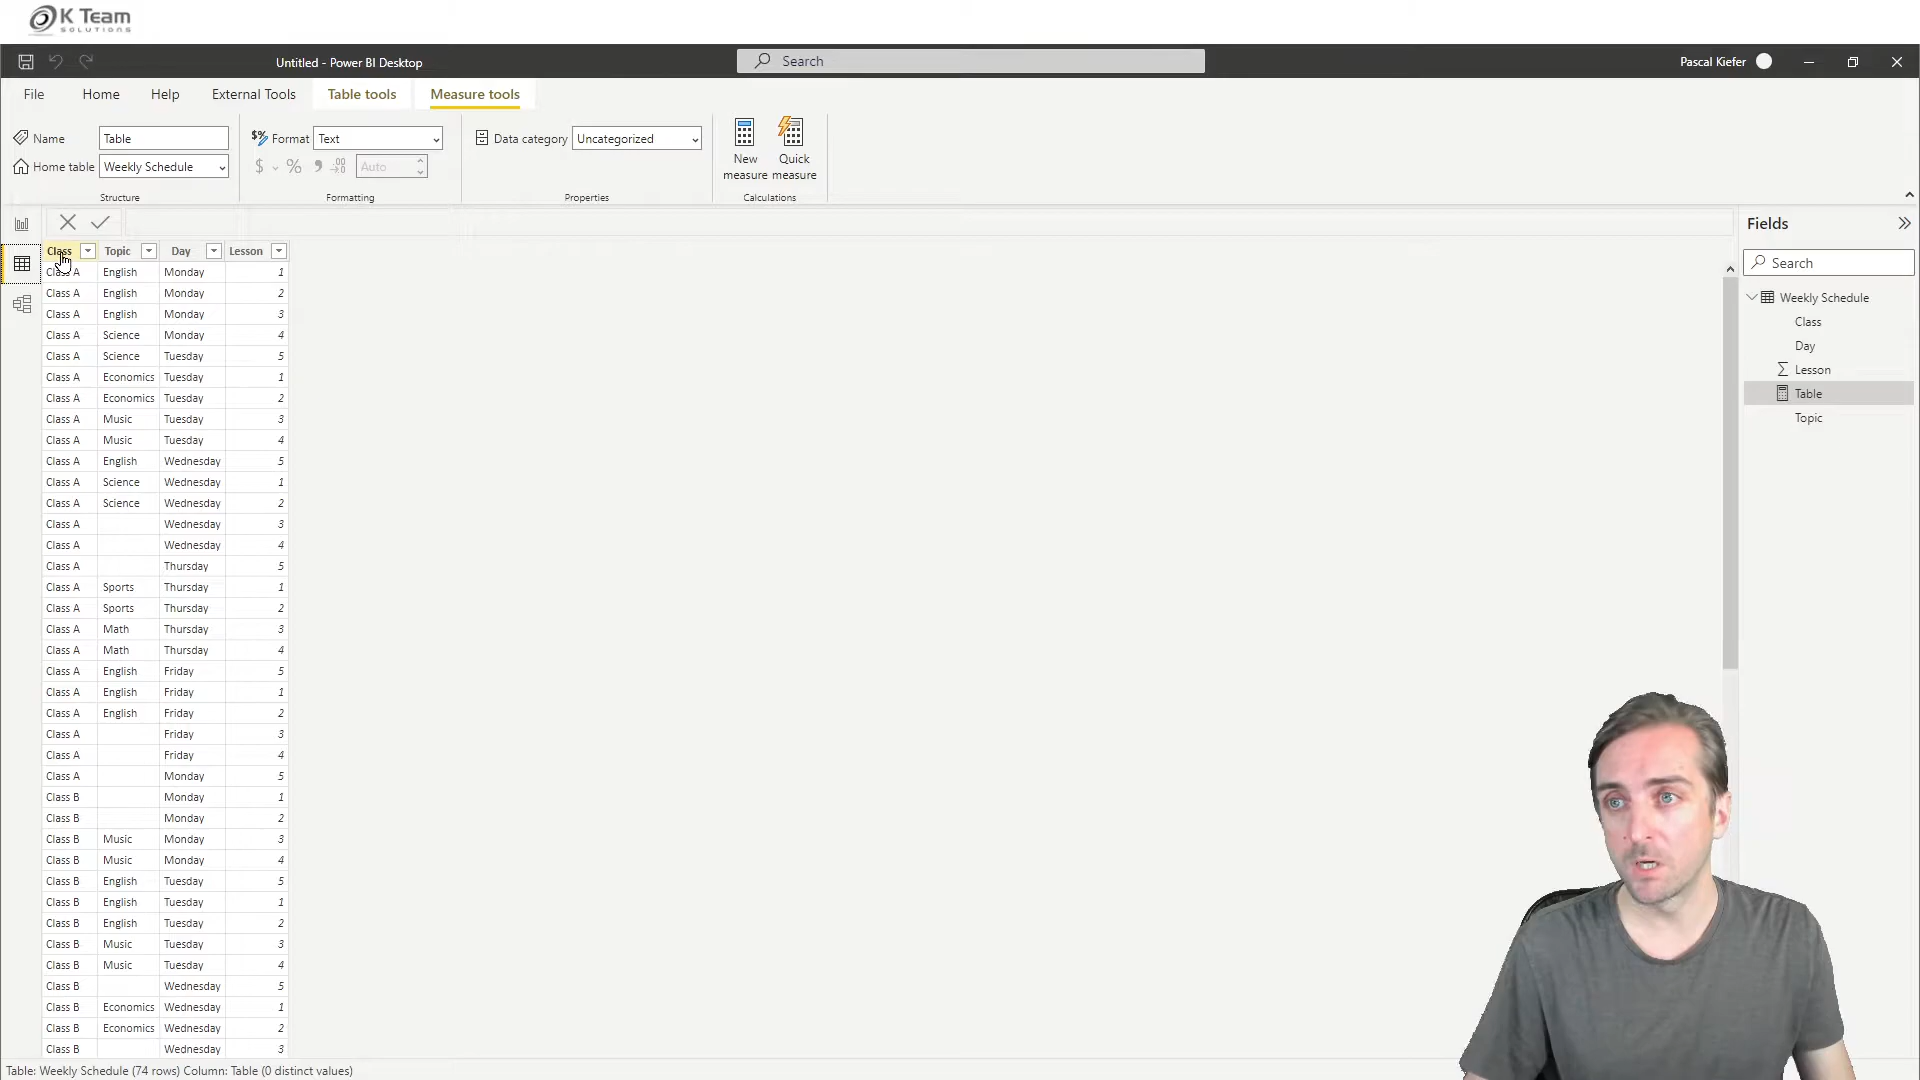 K Team
SOLUTIONS
Untitled - Power BI Desktop
Search
Pascal Kiefer
File Home Help External Tools Table tools Measure tools
Name Table
Format Text
Data category Uncategorized
New measure
Quick measure
Home table Weekly Schedule
$ % Auto
Structure Formatting Properties Calculations
Fields
Search
Weekly Schedule
Class
Day
Lesson
Table
Topic
Class Topic Day Lesson
Class A English Monday 1
Class A English Monday 2
Class A English Monday 3
Class A Science Monday 4
Class A Science Tuesday 5
Class A Economics Tuesday 1
Class A Economics Tuesday 2
Class A Music Tuesday 3
Class A Music Tuesday 4
Class A English Wednesday 5
Class A Science Wednesday 1
Class A Science Wednesday 2
Class A Wednesday 3
Class A Wednesday 4
Class A Thursday 5
Class A Sports Thursday 1
Class A Sports Thursday 2
Class A Math Thursday 3
Class A Math Thursday 4
Class A English Friday 5
Class A English Friday 1
Class A English Friday 2
Class A Friday 3
Class A Friday 4
Class A Monday 5
Class B Monday 1
Class B Monday 2
Class B Music Monday 3
Class B Music Monday 4
Class B English Tuesday 5
Class B English Tuesday 1
Class B English Tuesday 2
Class B Music Tuesday 3
Class B Music Tuesday 4
Class B Wednesday 5
Class B Economics Wednesday 1
Class B Economics Wednesday 2
Class B Wednesday 3
Table: Weekly Schedule (74 rows) Column: Table (0 distinct values)